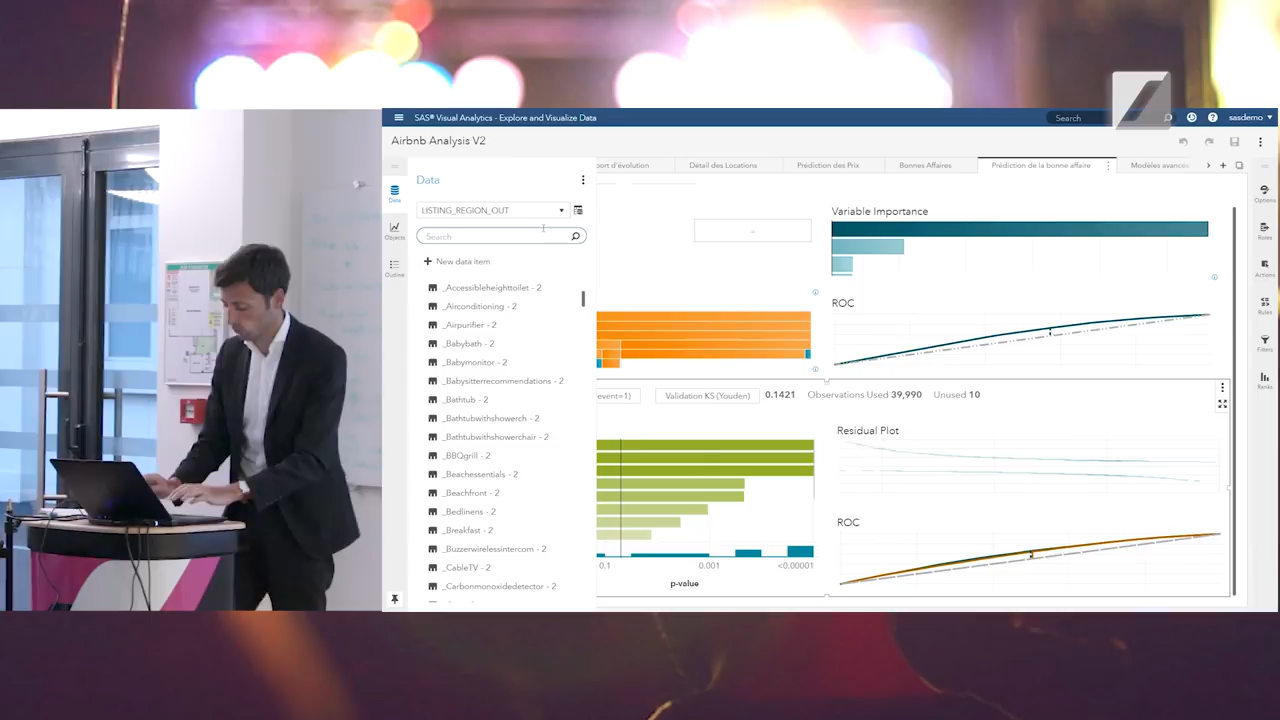 SAS® Visual Analytics - Explore and Visualize Data
Search
sasdemo
Airbnb Analysis V2
ort d'évolution
Détail des Locations
Prédiction des Prix
Bonnes Affaires
Prédiction de la bonne affaire
Modèles avancés
Data
Objects
Outline
Data
LISTING_REGION_OUT
Search
New data item
_Accessibleheighttoilet - 2
_Airconditioning - 2
_Airpurifier - 2
_Babybath - 2
_Babymonitor - 2
_Babysitterrecommendations - 2
_Bathtub - 2
_Bathtubwithshowerch - 2
_Bathtubwithshowerchair - 2
_BBQgrill - 2
_Beachessentials - 2
_Beachfront - 2
_Bedlinens - 2
_Breakfast - 2
_Buzzerwirelessintercom - 2
_CableTV - 2
_Carbonmonoxidedetector - 2
Variable Importance
ROC
(event=1)
Validation KS (Youden)
0.1421
Observations Used 39,990
Unused 10
Residual Plot
ROC
0.1
0.001
<0.00001
p-value
Options
Roles
Actions
Rules
Filters
Ranks